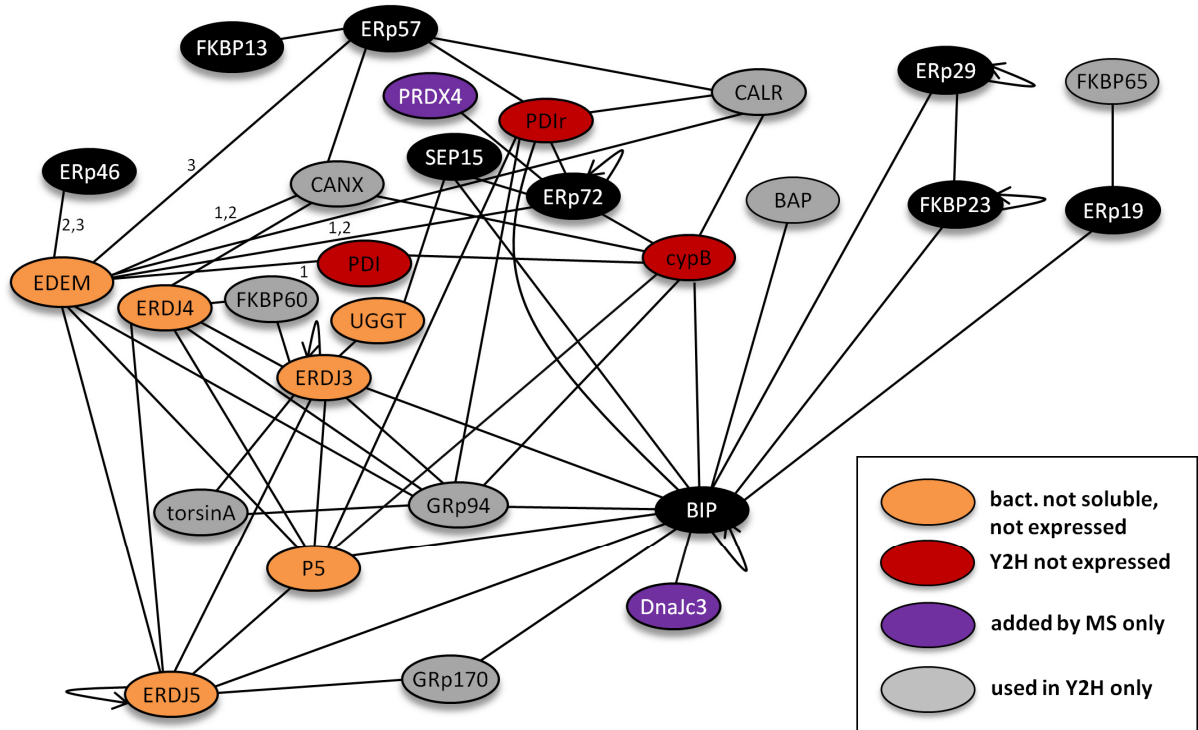 ERp57
FKBP13
ERp29
FKBP65
PRDX4
CALR
PDIr
SEP15
3
ERp46
CANX
ERp72
BAP
FKBP23
ERp19
1,2
2,3
1,2
PDI
cypB
EDEM
1
ERDJ4
FKBP60
UGGT
ERDJ3
torsinA
GRp94
BIP
bact. not soluble,
not expressed
P5
Y2H not expressed
DnaJc3
added by MS only
GRp170
ERDJ5
used in Y2H only